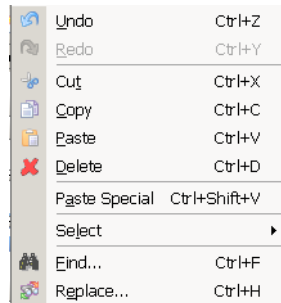 Undo Ctrl+Z
Redo Ctrl+Y
Cut Ctrl+X
Copy Ctrl+C
Paste Ctrl+V
Delete Ctrl+D
Paste Special Ctrl+Shift+V
Select
Find... Ctrl+F
Replace... Ctrl+H